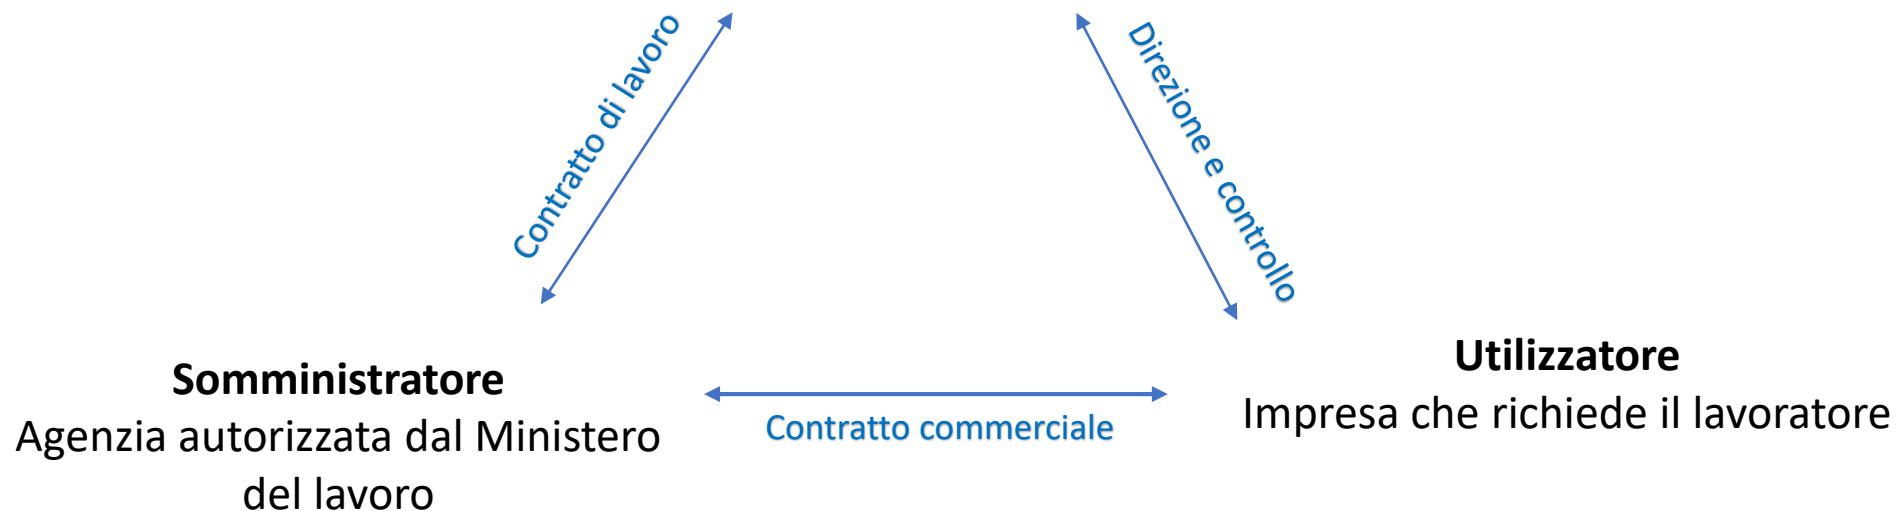 Contratto di lavoro
Direzione e controllo
Somministratore
Agenzia autorizzata dal Ministero
del lavoro
Contratto commerciale
Utilizzatore
Impresa che richiede il lavoratore